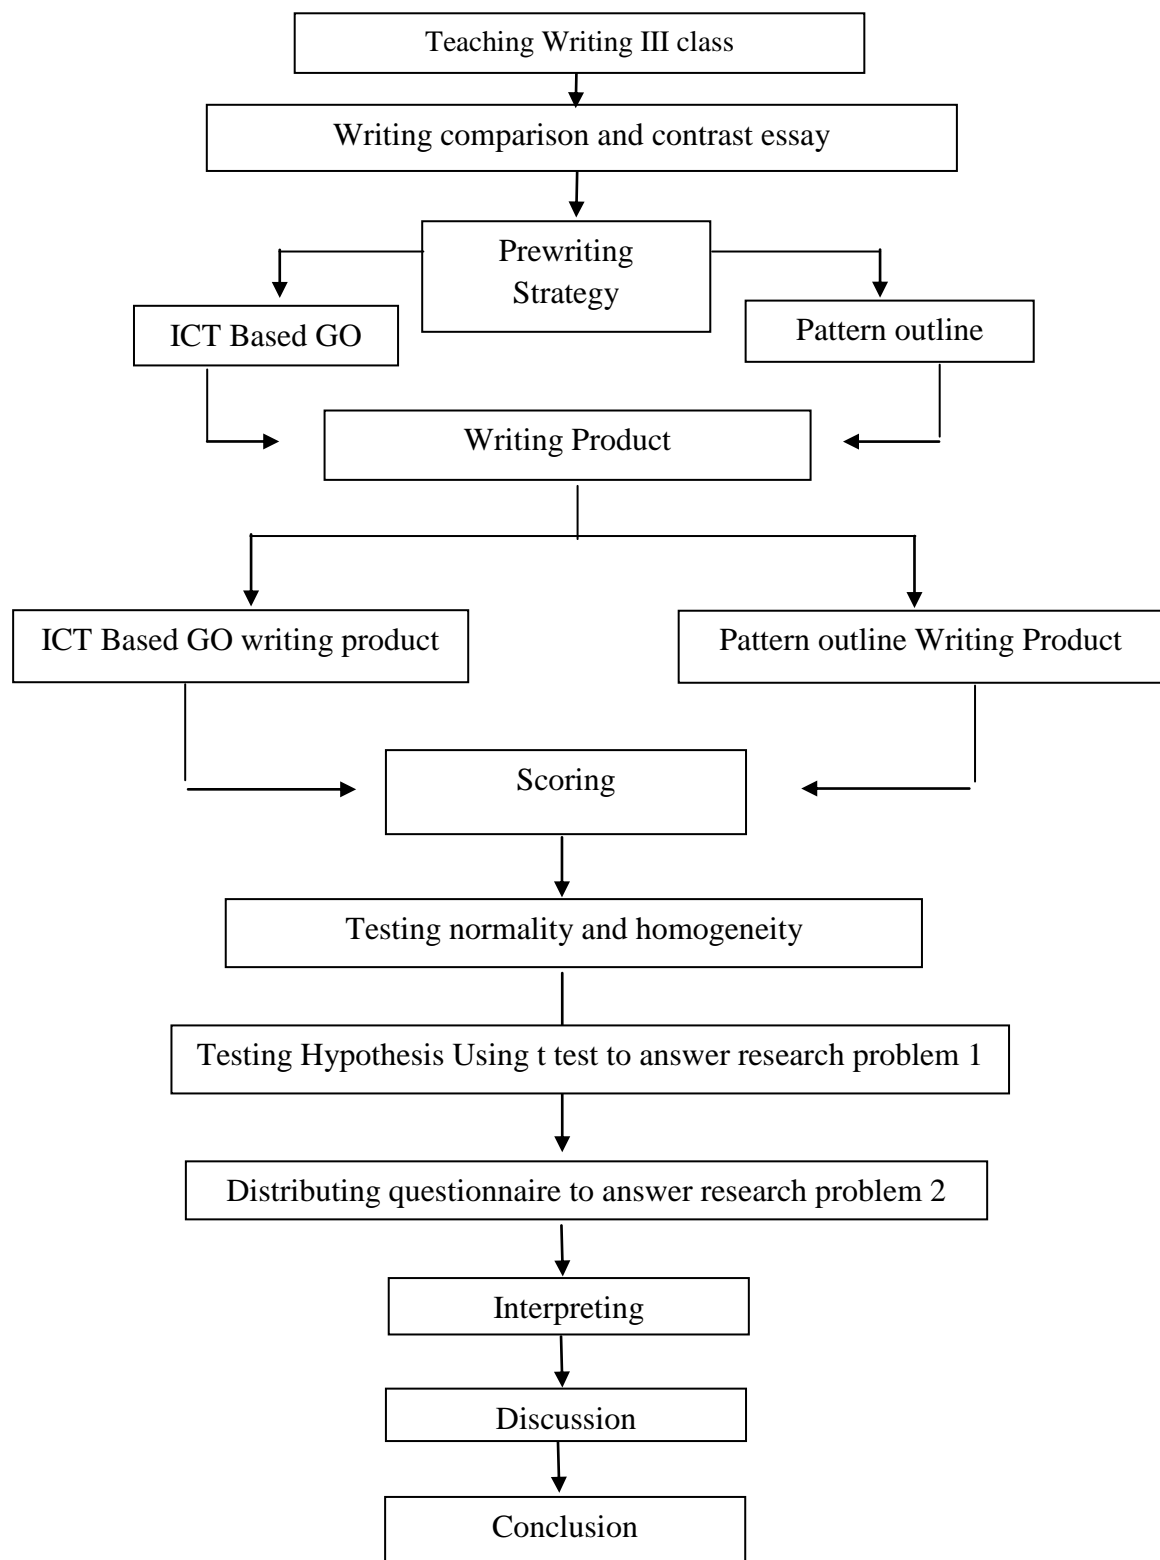 Teaching Writing III class
Writing comparison and contrast essay
Prewriting
Strategy
ICT Based GO
Pattern outline
Writing Product
ICT Based GO writing product
Pattern outline Writing Product
Scoring
Testing normality and homogeneity
Testing Hypothesis Using t test to answer research problem 1
Distributing questionnaire to answer research problem 2
Interpreting
Discussion
Conclusion